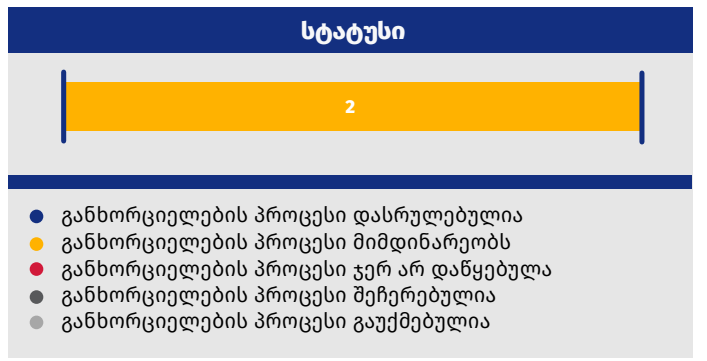 სტატუსი
2
განხორციელების პროცესი დასრულებულია
განხორციელების პროცესი მიმდინარეობს
განხორციელების პროცესი ჯერ არ დაწყებულა
განხორციელების პროცესი შეჩერებულია
განხორციელების პროცესი გაუქმებულია